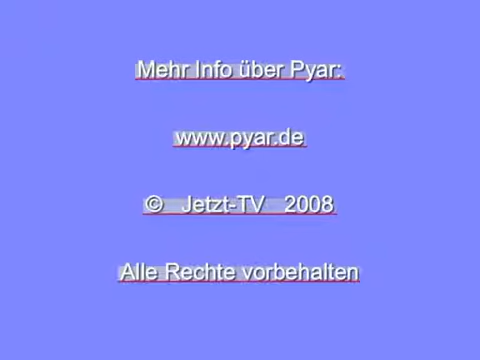 Mehr Info über Pyar:
www.pyar.de
© Jetzt-TV 2008
Alle Rechte vorbehalten